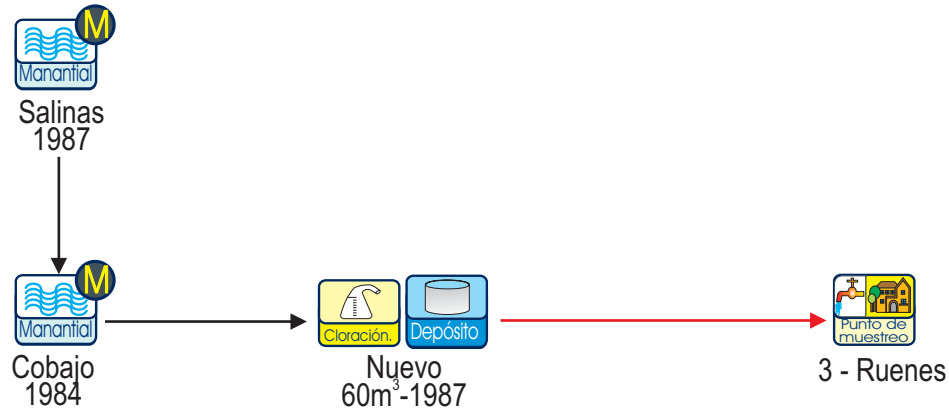 M
Manantial
Salinas
1987
M
Manantial
Cobajo
1984
Cloración.
Depósito
Nuevo
60m³-1987
Punto de
muestreo
3 - Ruenes